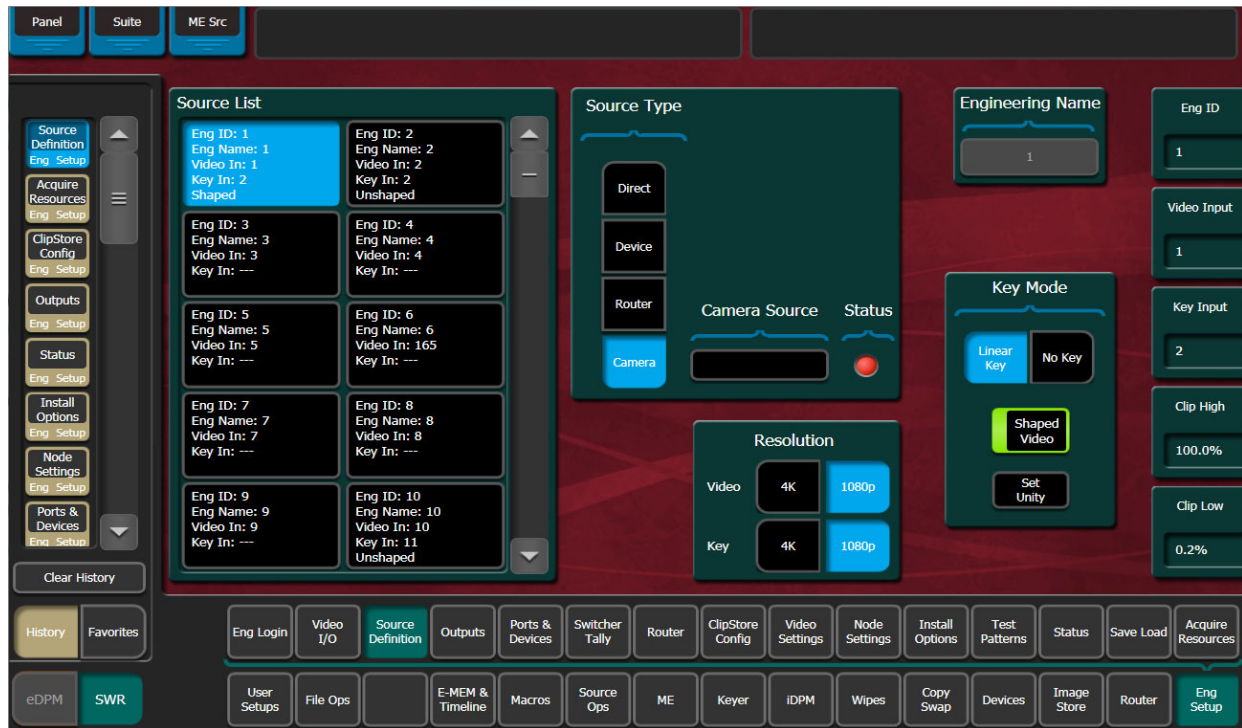 Panel
Suite
ME Src
Source
Definition
Eng Setup
Acquire
Resources
Eng Setup
ClipStore
Config
Eng Setup
Outputs
Eng Setup
Status
Eng Setup
Install
Options
Eng Setup
Node
Settings
Eng Setup
Ports &
Devices
Eng Setup
Clear History
History
Favorites
eDPM
SWR
Source List
Eng ID: 1
Eng Name: 1
Video In: 1
Key In: 2
Shaped
Eng ID: 2
Eng Name: 2
Video In: 2
Key In: 2
Unshaped
Eng ID: 3
Eng Name: 3
Video In: 3
Key In: ---
Eng ID: 4
Eng Name: 4
Video In: 4
Key In: ---
Eng ID: 5
Eng Name: 5
Video In: 5
Key In: ---
Eng ID: 6
Eng Name: 6
Video In: 165
Key In: ---
Eng ID: 7
Eng Name: 7
Video In: 7
Key In: ---
Eng ID: 8
Eng Name: 8
Video In: 8
Key In: ---
Eng ID: 9
Eng Name: 9
Video In: 9
Key In: ---
Eng ID: 10
Eng Name: 10
Video In: 10
Key In: 11
Unshaped
Source Type
Direct
Device
Router
Camera
Camera Source
Status
Resolution
Video
4K
1080p
Key
4K
1080p
Engineering Name
1
Key Mode
Linear
Key
No Key
Shaped
Video
Set
Unity
Eng ID
1
Video Input
1
Key Input
2
Clip High
100.0%
Clip Low
0.2%
Eng Login
Video
I/O
Source
Definition
Outputs
Ports &
Devices
Switcher
Tally
Router
ClipStore
Config
Video
Settings
Node
Settings
Install
Options
Test
Patterns
Status
Save Load
Acquire
Resources
User
Setups
File Ops
E-MEM &
Timeline
Macros
Source
Ops
ME
Keyer
iDPM
Wipes
Copy
Swap
Devices
Image
Store
Router
Eng
Setup